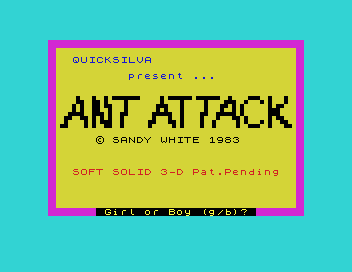 QUICKSILVA
present ...
ANT ATTACK
© SANDY WHITE 1983
SOFT SOLID 3-D Pat.Pending
Girl or Boy (g/b)?